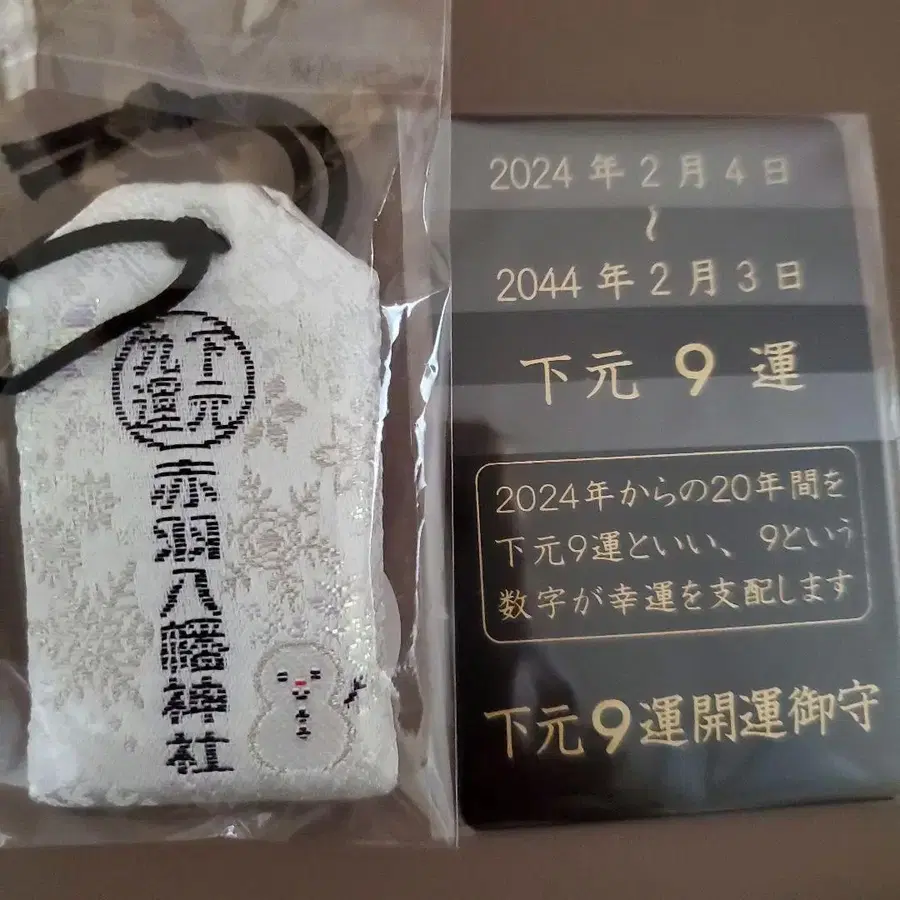 下元
九運
赤羽八幡神社
2024年2月4日
〜
2044年2月3日
下元9運
2024年からの20年間を
下元9運といい、9という
数字が幸運を支配します
下元9運開運御守